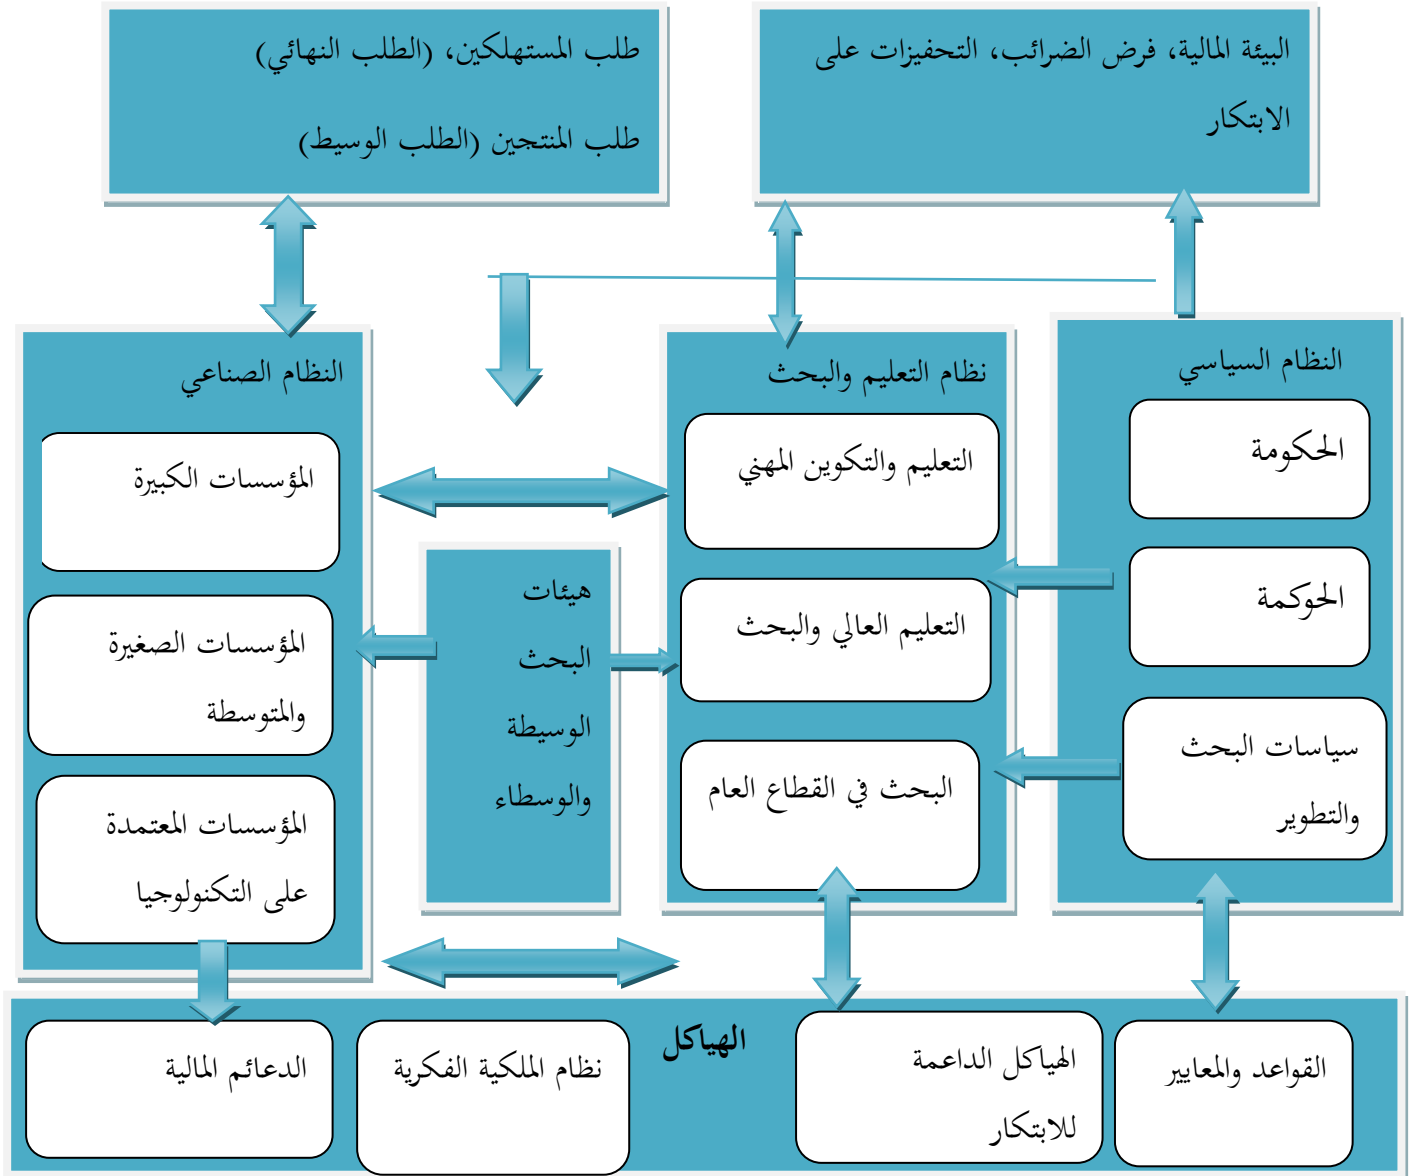 البيئة المالية، فرض الضرائب، التحفيزات على
الابتكار
طلب المستهلكين، (الطلب النهائي)
طلب المنتجين (الطلب الوسيط)
النظام السياسي
الحكومة
الحوكمة
سياسات البحث
والتطوير
نظام التعليم والبحث
التعليم والتكوين المهني
التعليم العالي والبحث
البحث في القطاع العام
هيئات
البحث
الوسيطة
والوسطاء
النظام الصناعي
المؤسسات الكبيرة
المؤسسات الصغيرة
والمتوسطة
المؤسسات المعتمدة
على التكنولوجيا
الهياكل
القواعد والمعايير
الهياكل الداعمة
للابتكار
نظام الملكية الفكرية
الدعائم المالية